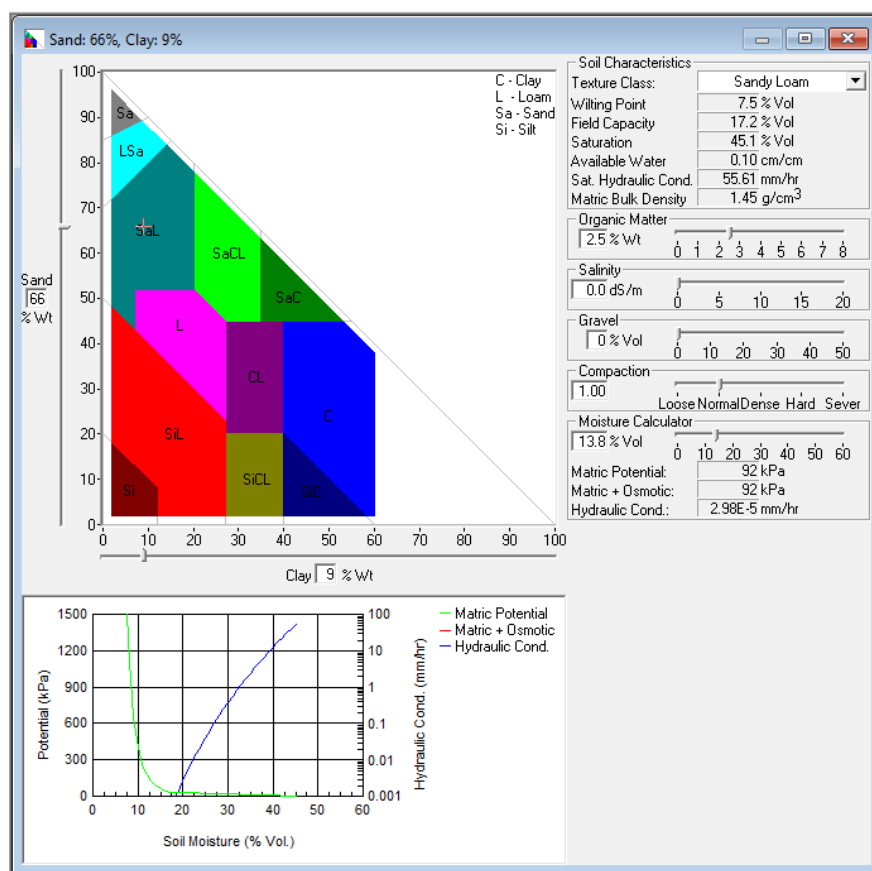 Sand: 66%, Clay: 9%
C - Clay
L - Loam
Sa - Sand
Si - Silt
100
90
80
70
60
50
40
30
20
10
0
Sand
66
% Wt
Sa
LSa
SaL
SaCL
SaC
L
CL
C
SiL
SiCL
SiC
Si
0 10 20 30 40 50 60 70 80 90 100
Clay 9 % Wt
Soil Characteristics
Texture Class: Sandy Loam
Wilting Point 7.5 % Vol
Field Capacity 17.2 % Vol
Saturation 45.1 % Vol
Available Water 0.10 cm/cm
Sat. Hydraulic Cond. 55.61 mm/hr
Matric Bulk Density 1.45 g/cm3
Organic Matter
2.5 % Wt
0 1 2 3 4 5 6 7 8
Salinity
0.0 dS/m
0 5 10 15 20
Gravel
0 % Vol
0 10 20 30 40 50
Compaction
1.00
Loose Normal Dense Hard Sever
Moisture Calculator
13.8 % Vol
0 10 20 30 40 50 60
Matric Potential: 92 kPa
Matric + Osmotic: 92 kPa
Hydraulic Cond.: 2.98E-5 mm/hr
Potential (kPa)
1500
1200
900
600
300
0
0 10 20 30 40 50 60
Soil Moisture (% Vol.)
100
10
1
0.1
0.01
0.001
Hydraulic Cond. (mm/hr)
Matric Potential
Matric + Osmotic
Hydraulic Cond.